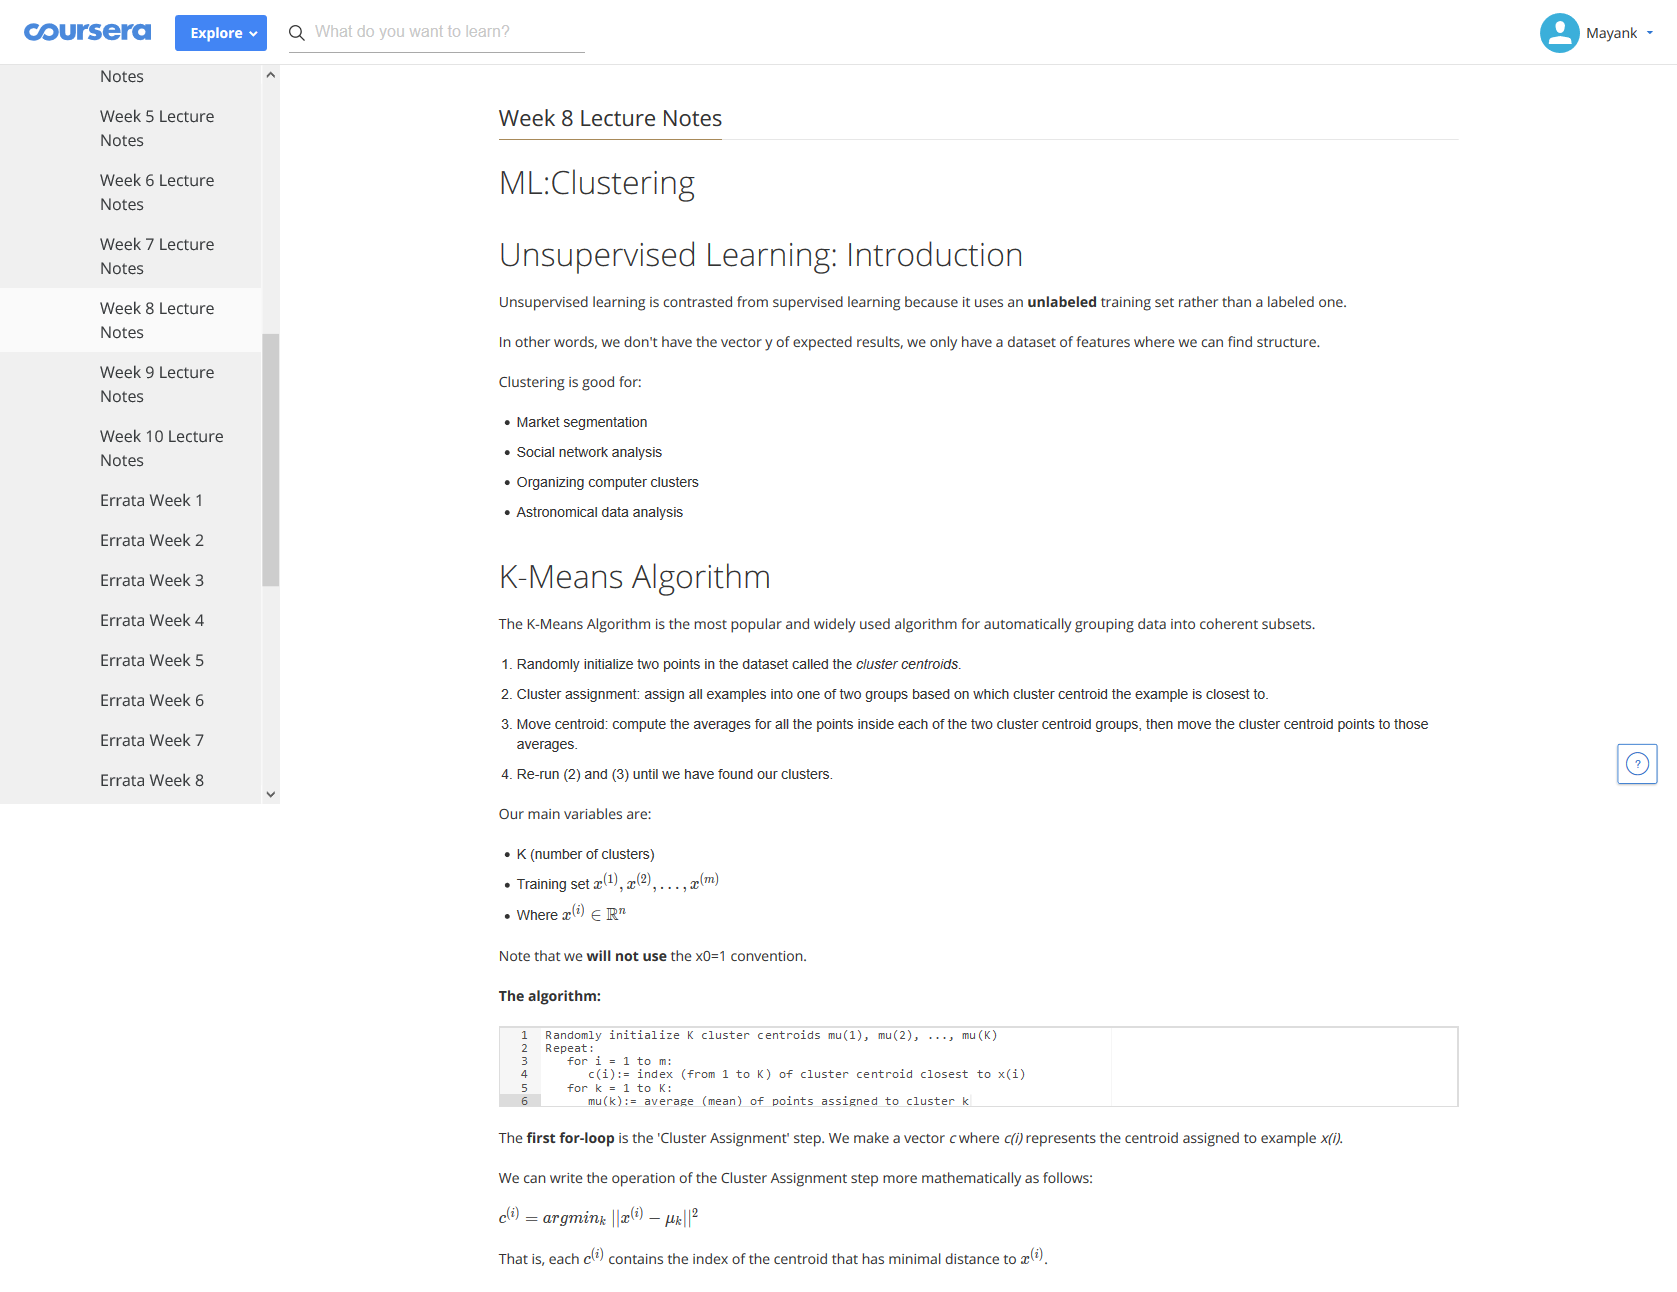 coursera
Explore
What do you want to learn?
Mayank
Notes
Week 5 Lecture
Notes
Week 6 Lecture
Notes
Week 7 Lecture
Notes
Week 8 Lecture
Notes
Week 9 Lecture
Notes
Week 10 Lecture
Notes
Errata Week 1
Errata Week 2
Errata Week 3
Errata Week 4
Errata Week 5
Errata Week 6
Errata Week 7
Errata Week 8
Week 8 Lecture Notes
ML:Clustering
Unsupervised Learning: Introduction
Unsupervised learning is contrasted from supervised learning because it uses an unlabeled training set rather than a labeled one.
In other words, we don't have the vector y of expected results, we only have a dataset of features where we can find structure.
Clustering is good for:
• Market segmentation
• Social network analysis
• Organizing computer clusters
• Astronomical data analysis
K-Means Algorithm
The K-Means Algorithm is the most popular and widely used algorithm for automatically grouping data into coherent subsets.
1. Randomly initialize two points in the dataset called the cluster centroids.
2. Cluster assignment: assign all examples into one of two groups based on which cluster centroid the example is closest to.
3. Move centroid: compute the averages for all the points inside each of the two cluster centroid groups, then move the cluster centroid points to those
averages.
4. Re-run (2) and (3) until we have found our clusters.
Our main variables are:
• K (number of clusters)
• Training set x^(1), x^(2), . . . , x^(m)
• Where x^(i) ∈ ℝ^n
Note that we will not use the x0=1 convention.
The algorithm:
1 Randomly initialize K cluster centroids mu(1), mu(2), ..., mu(K)
2 Repeat:
3 for i = 1 to m:
4 c(i):= index (from 1 to K) of cluster centroid closest to x(i)
5 for k = 1 to K:
6 mu(k):= average (mean) of points assigned to cluster k
The first for-loop is the 'Cluster Assignment' step. We make a vector c where c(i) represents the centroid assigned to example x(i).
We can write the operation of the Cluster Assignment step more mathematically as follows:
c^(i) = argmin_k ||x^(i) − μ_k||^2
That is, each c^(i) contains the index of the centroid that has minimal distance to x^(i).
?